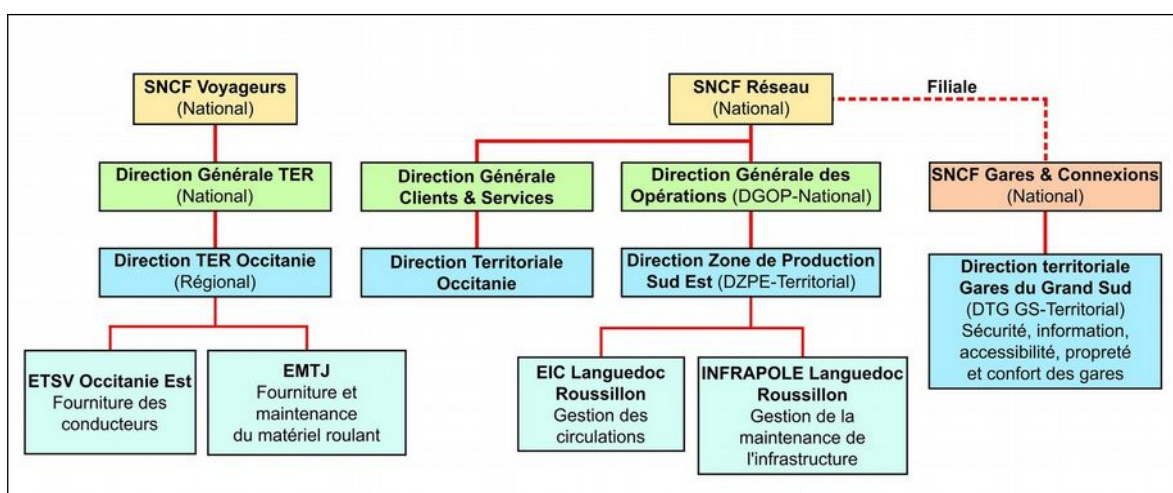 SNCF Voyageurs
(National)
SNCF Réseau
(National)
Filiale
Direction Générale TER
(National)
Direction Générale
Clients & Services
Direction Générale des
Opérations (DGOP-National)
SNCF Gares & Connexions
(National)
Direction TER Occitanie
(Régional)
Direction Territoriale
Occitanie
Direction Zone de Production
Sud Est (DZPE-Territorial)
Direction territoriale
Gares du Grand Sud
(DTG GS-Territorial)
Sécurité, information,
accessibilité, propreté
et confort des gares
ETSV Occitanie Est
Fourniture des
conducteurs
EMTJ
Fourniture et
maintenance
du matériel roulant
EIC Languedoc
Roussillon
Gestion des
circulations
INFRAPOLE Languedoc
Roussillon
Gestion de la
maintenance de
l'infrastructure